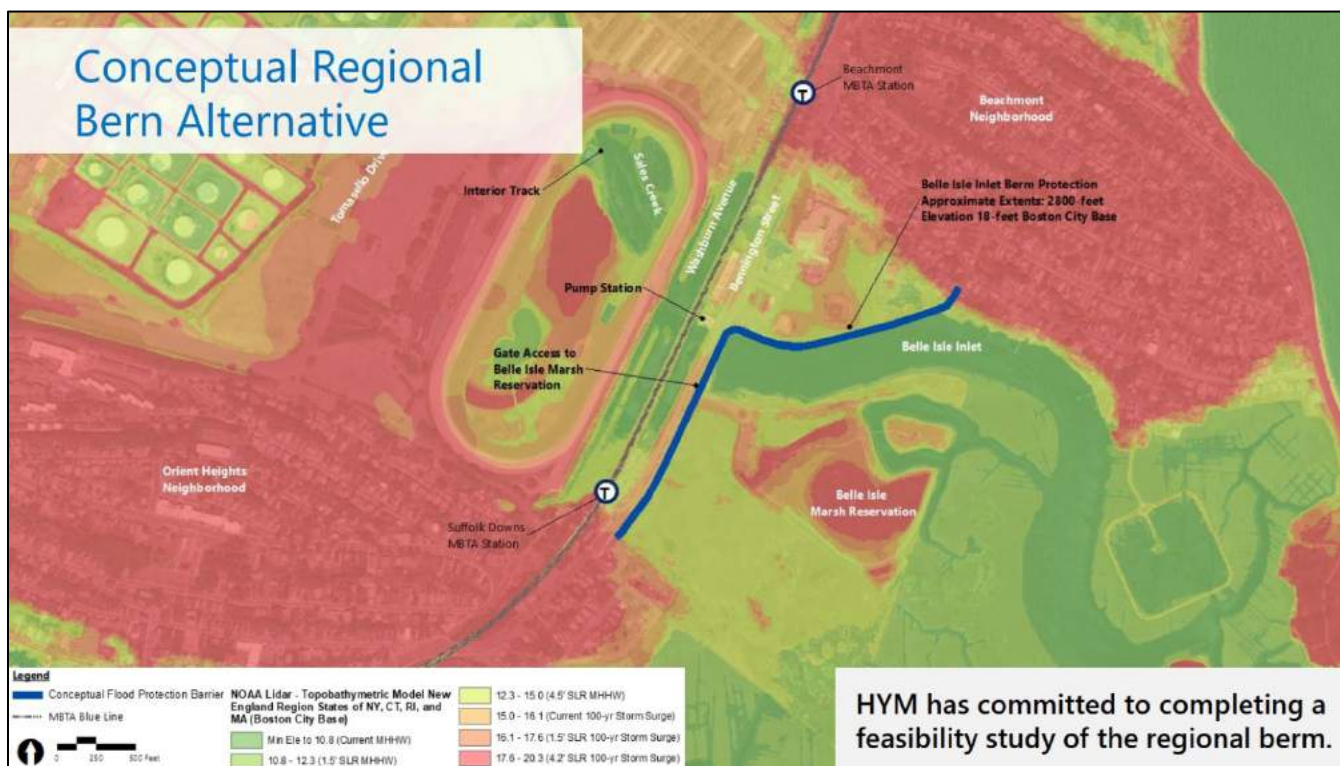 Conceptual Regional
Bern Alternative
Beachmont
MBTA Station
Beachmont
Neighborhood
Tomasello Drive
Interior Track
Sales Creek
Washburn Avenue
Bennington Street
Belle Isle Inlet Berm Protection
Approximate Extents: 2800-feet
Elevation 18-feet Boston City Base
Pump Station
Gate Access to
Belle Isle Marsh
Reservation
Belle Isle Inlet
Orient Heights
Neighborhood
Belle Isle
Marsh Reservation
Suffolk Downs
MBTA Station
Legend
Conceptual Flood Protection Barrier
MBTA Blue Line
0 250 500 Feet
NOAA Lidar - Topobathymetric Model New
England Region States of NY, CT, RI, and
MA (Boston City Base)
Min Ele to 10.8 (Current MHHW)
10.8 - 12.3 (1.5' SLR MHHW)
12.3 - 15.0 (4.5' SLR MHHW)
15.0 - 16.1 (Current 100-yr Storm Surge)
16.1 - 17.6 (1.5' SLR 100-yr Storm Surge)
17.6 - 20.3 (4.2' SLR 100-yr Storm Surge)
HYM has committed to completing a
feasibility study of the regional berm.